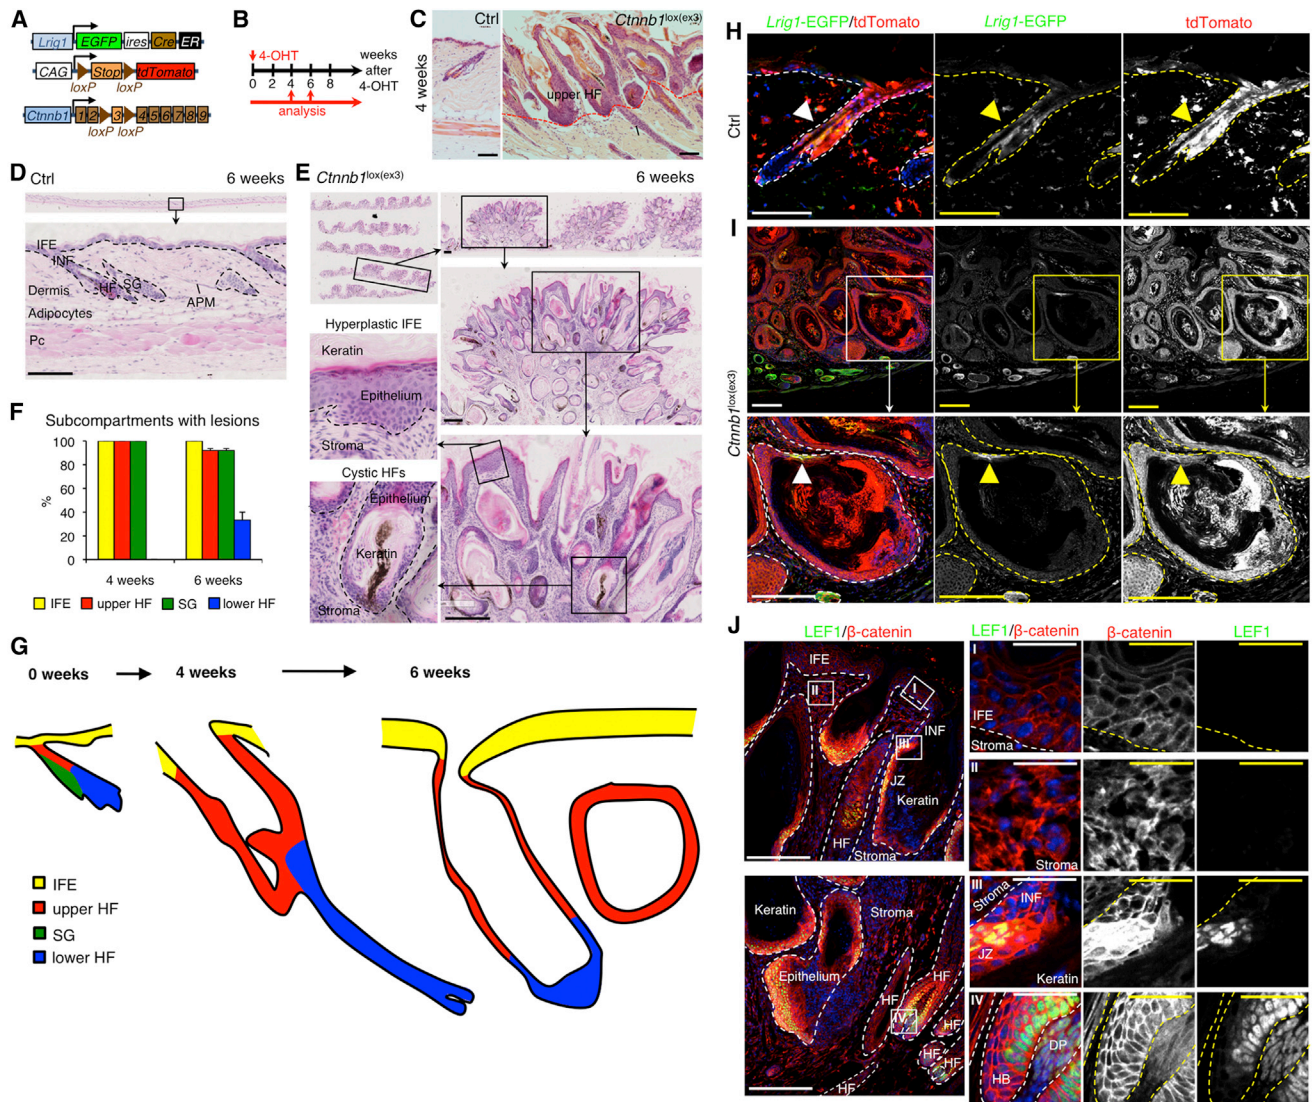 A
Lrig1 EGFP ires Cre ER
CAG Stop tdTomato
loxP loxP
Ctnnb1 1 2 3 4 5 6 7 8 9
loxP loxP
B
4-OHT
weeks
after
4-OHT
0 2 4 6 8
analysis
C
4 weeks
Ctrl
Ctnnb1lox(ex3)
upper HF
D
Ctrl 6 weeks
IFE
INF
HF SG
Dermis
APM
Adipocytes
Pc
E
Ctnnb1lox(ex3) 6 weeks
Hyperplastic IFE
Keratin
Epithelium
Stroma
Cystic HFs
Epithelium
Keratin
Stroma
F
Subcompartments with lesions
100
80
60
40
20
0
%
4 weeks 6 weeks
IFE upper HF SG lower HF
G
0 weeks 4 weeks 6 weeks
IFE
upper HF
SG
lower HF
H
Lrig1-EGFP/tdTomato Lrig1-EGFP tdTomato
Ctrl
I
Ctnnb1lox(ex3)
J
LEF1/β-catenin LEF1/β-catenin β-catenin LEF1
IFE
I
II
INF
III
JZ
Keratin
HF
Stroma
Keratin
Stroma
Epithelium
HF
HF
IV
HF
HF
HF
HF
I
IFE
Stroma
II
Stroma
III
Stroma
INF
JZ
Keratin
IV
DP
HB